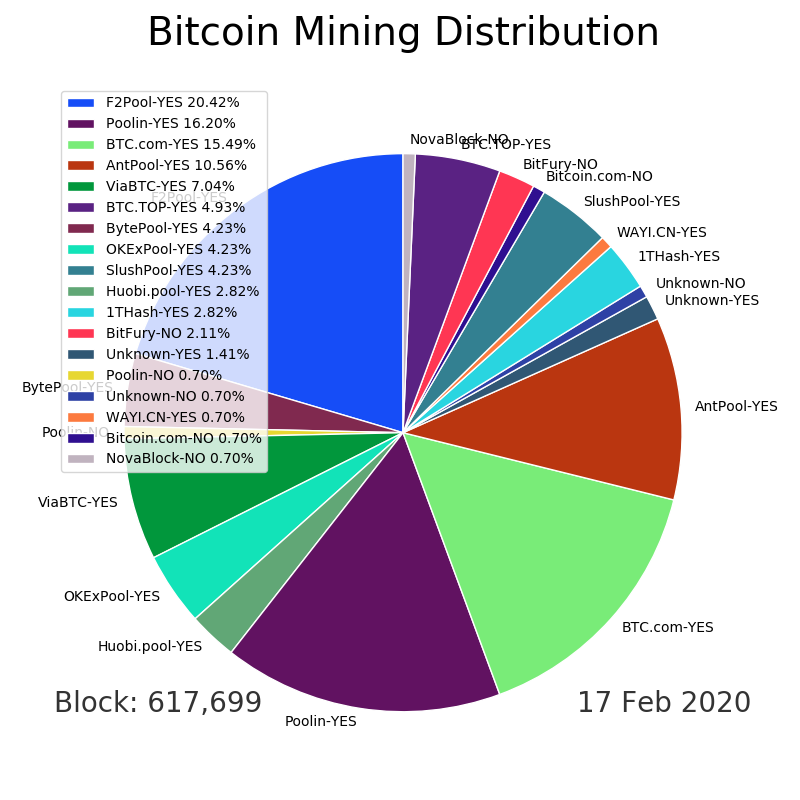 Bitcoin Mining Distribution
F2Pool-YES 20.42%
Poolin-YES 16.20%
BTC.com-YES 15.49%
AntPool-YES 10.56%
ViaBTC-YES 7.04%
BTC.TOP-YES 4.93%
BytePool-YES 4.23%
OKExPool-YES 4.23%
SlushPool-YES 4.23%
Huobi.pool-YES 2.82%
1THash-YES 2.82%
BitFury-NO 2.11%
Unknown-YES 1.41%
Poolin-NO 0.70%
Unknown-NO 0.70%
WAYI.CN-YES 0.70%
Bitcoin.com-NO 0.70%
NovaBlock-NO 0.70%
NovaBlock-NO
BTC.TOP-YES
BitFury-NO
Bitcoin.com-NO
SlushPool-YES
WAYI.CN-YES
1THash-YES
Unknown-NO
Unknown-YES
AntPool-YES
BTC.com-YES
Poolin-YES
Huobi.pool-YES
OKExPool-YES
ViaBTC-YES
Poolin-NO
BytePool-YES
F2Pool-YES
Block: 617,699
17 Feb 2020